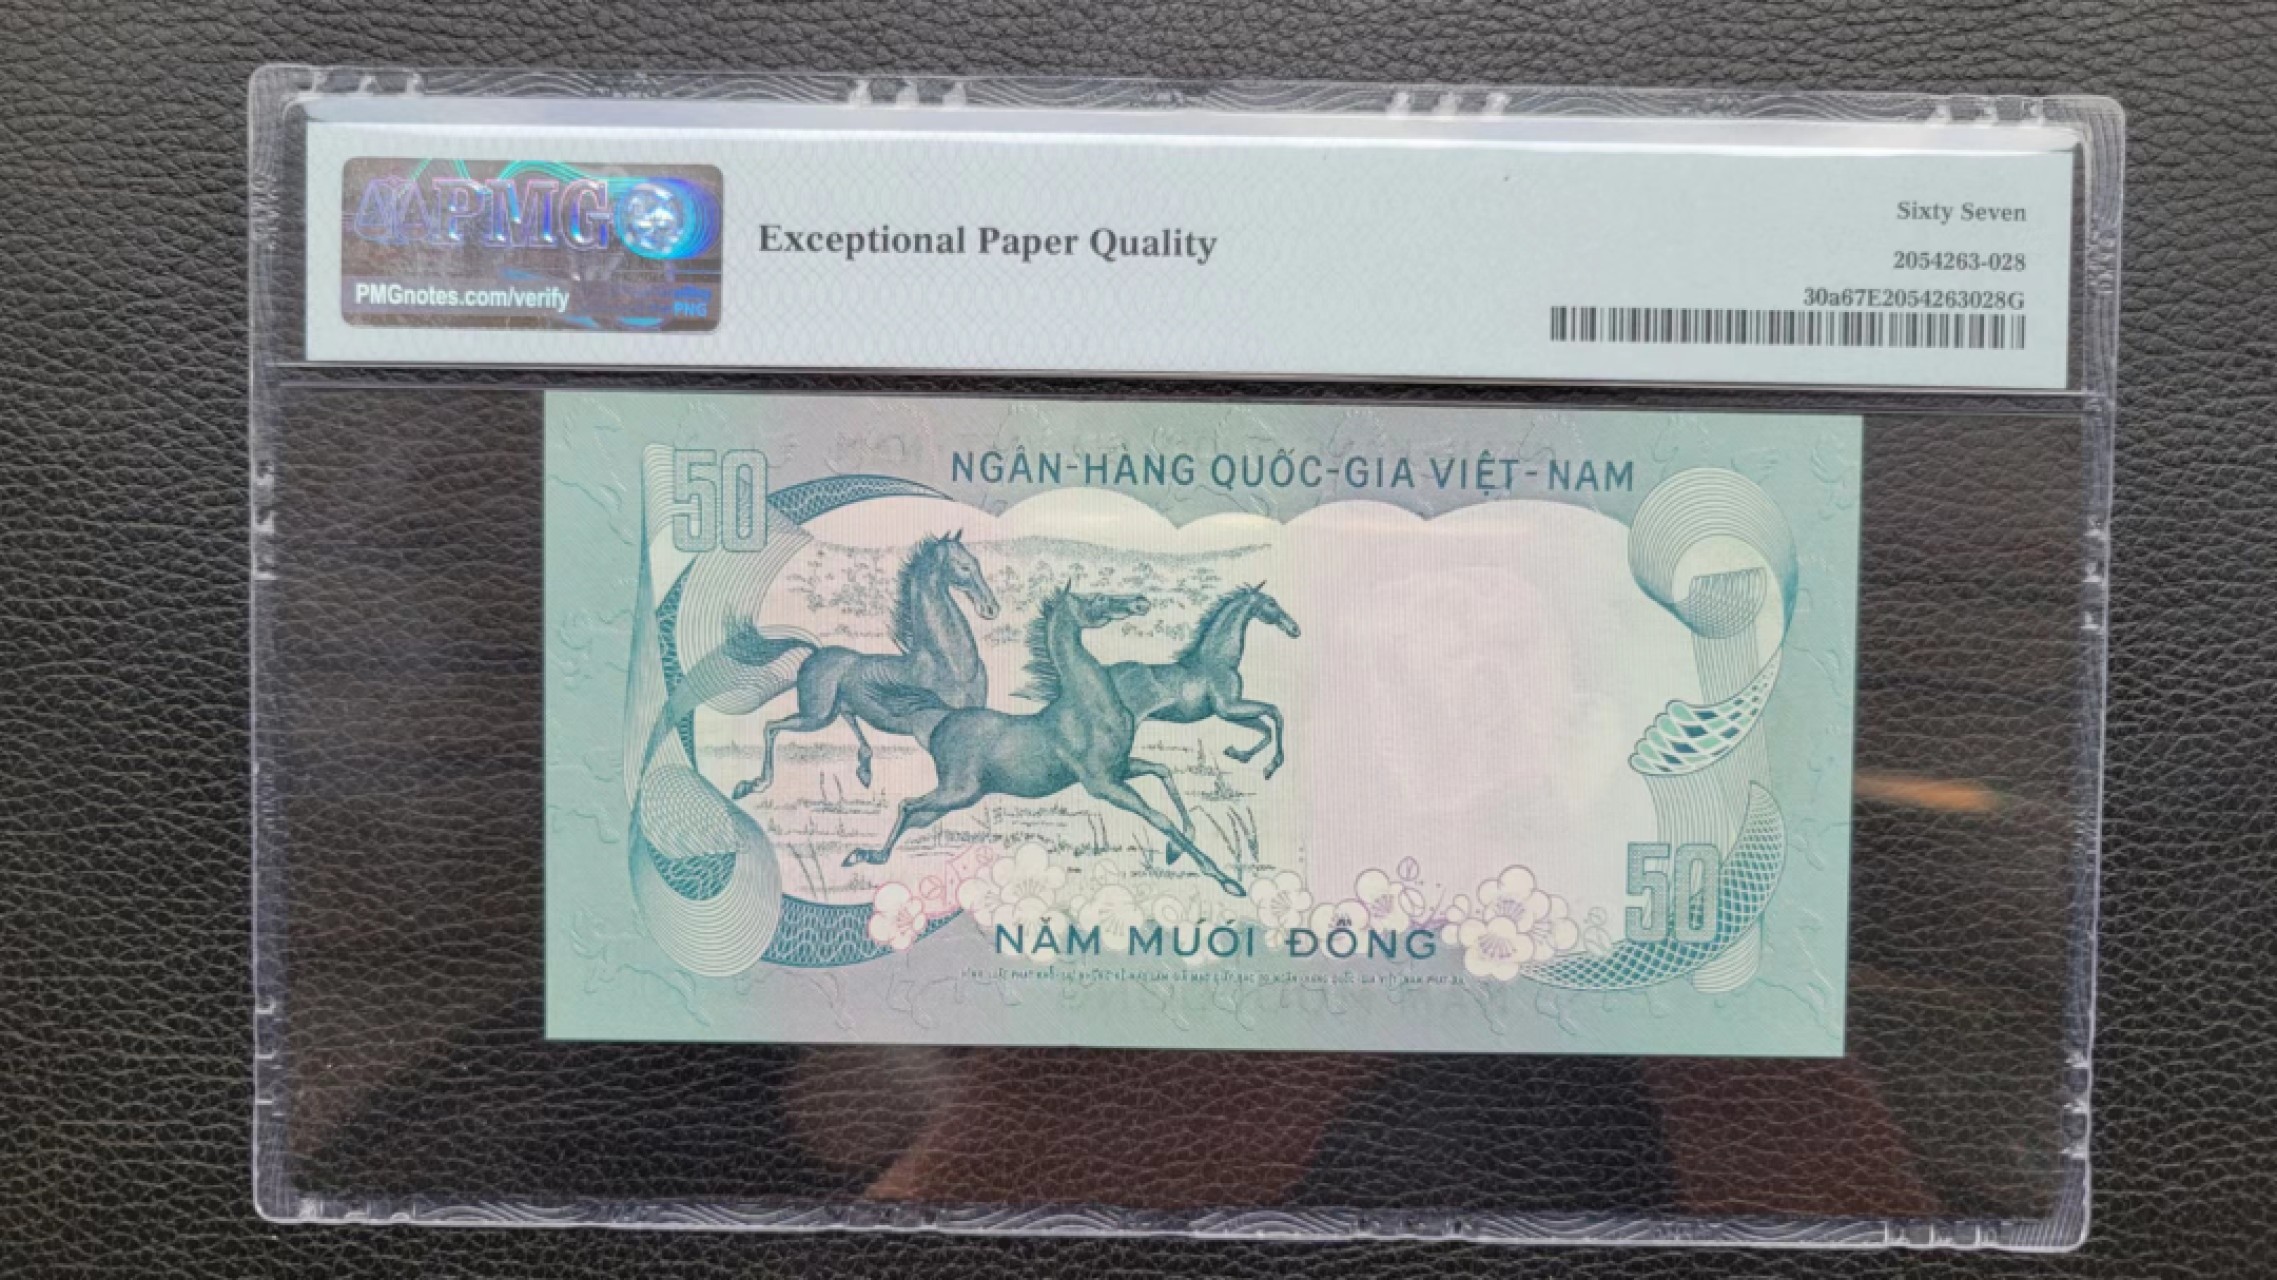 PMG
PMGnotes.com/verify
PNG
Exceptional Paper Quality
Sixty Seven
2054263-028
30a67E2054263028G
50
NGÂN-HÀNG QUỐC-GIA VIỆT-NAM
50
NĂM MƯƠI ĐỒNG